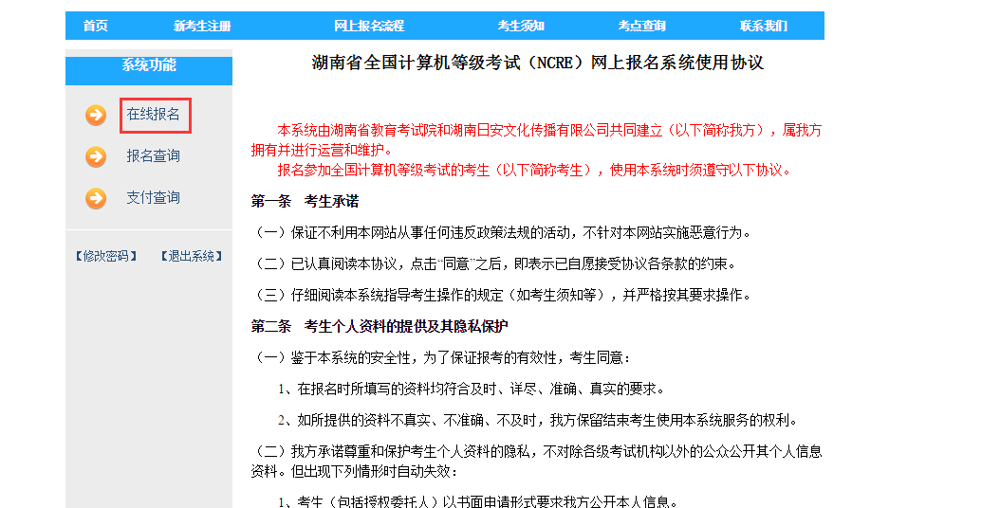 首页 新考生注册 网上报名流程 考生须知 考点查询 联系我们
系统功能
在线报名
报名查询
支付查询
【修改密码】 【退出系统】
湖南省全国计算机等级考试（NCRE）网上报名系统使用协议
本系统由湖南省教育考试院和湖南日安文化传播有限公司共同建立（以下简称我方），属我方
拥有并进行运营和维护。
报名参加全国计算机等级考试的考生（以下简称考生），使用本系统时须遵守以下协议。
第一条 考生承诺
（一）保证不利用本网站从事任何违反政策法规的活动，不针对本网站实施恶意行为。
（二）已认真阅读本协议，点击“同意”之后，即表示已自愿接受协议各条款的约束。
（三）仔细阅读本系统指导考生操作的规定（如考生须知等），并严格按其要求操作。
第二条 考生个人资料的提供及其隐私保护
（一）鉴于本系统的安全性，为了保证报考的有效性，考生同意：
1、在报名时所填写的资料均符合及时、详尽、准确、真实的要求。
2、如所提供的资料不真实、不准确、不及时，我方保留结束考生使用本系统服务的权利。
（二）我方承诺尊重和保护考生个人资料的隐私，不对除各级考试机构以外的公众公开其个人信息
资料。但出现下列情形时自动失效：
1、考生（包括授权委托人）以书面申请形式要求我方公开本人信息。